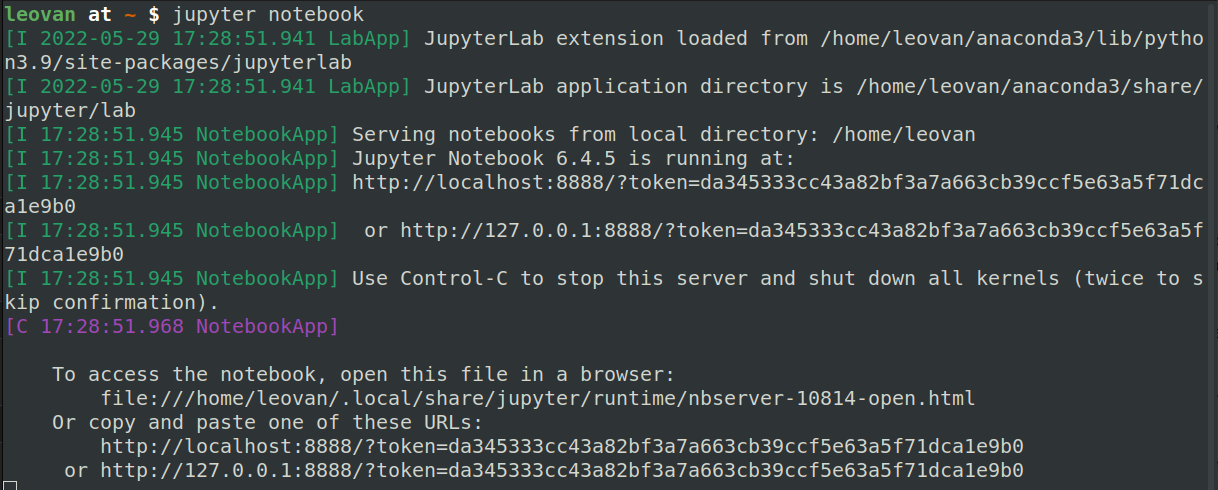 leovan at ~ $ jupyter notebook
[I 2022-05-29 17:28:51.941 LabApp] JupyterLab extension loaded from /home/leovan/anaconda3/lib/pytho
n3.9/site-packages/jupyterlab
[I 2022-05-29 17:28:51.941 LabApp] JupyterLab application directory is /home/leovan/anaconda3/share/
jupyter/lab
[I 17:28:51.945 NotebookApp] Serving notebooks from local directory: /home/leovan
[I 17:28:51.945 NotebookApp] Jupyter Notebook 6.4.5 is running at:
[I 17:28:51.945 NotebookApp] http://localhost:8888/?token=da345333cc43a82bf3a7a663cb39ccf5e63a5f71dc
a1e9b0
[I 17:28:51.945 NotebookApp]  or http://127.0.0.1:8888/?token=da345333cc43a82bf3a7a663cb39ccf5e63a5f
71dca1e9b0
[I 17:28:51.945 NotebookApp] Use Control-C to stop this server and shut down all kernels (twice to s
kip confirmation).
[C 17:28:51.968 NotebookApp]
    To access the notebook, open this file in a browser:
        file:///home/leovan/.local/share/jupyter/runtime/nbserver-10814-open.html
    Or copy and paste one of these URLs:
        http://localhost:8888/?token=da345333cc43a82bf3a7a663cb39ccf5e63a5f71dca1e9b0
     or http://127.0.0.1:8888/?token=da345333cc43a82bf3a7a663cb39ccf5e63a5f71dca1e9b0